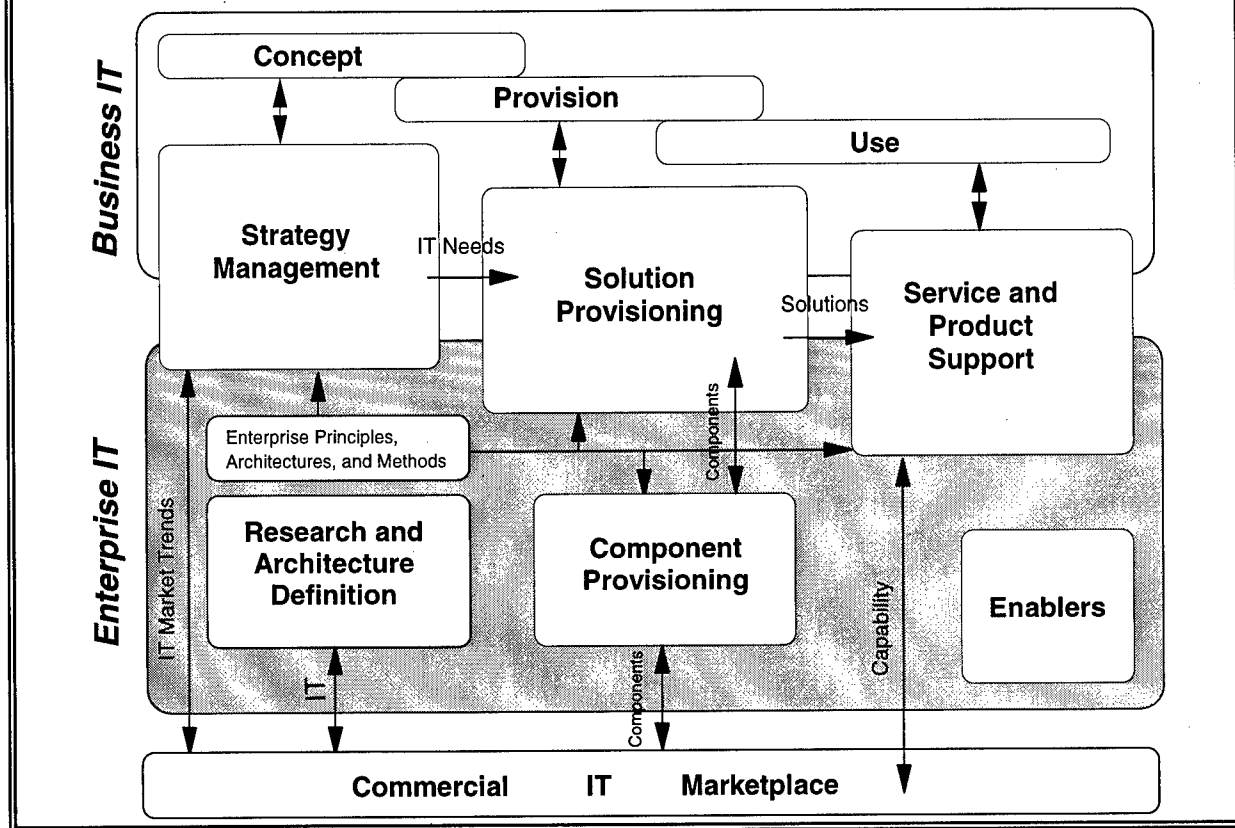 Business IT
Concept
Provision
Use
Strategy
Management
IT Needs
Solution
Provisioning
Solutions
Service and
Product
Support
Enterprise IT
IT Market Trends
Enterprise Principles,
Architectures, and Methods
Components
Research and
Architecture
Definition
Component
Provisioning
Enablers
IT
Components
Capability
Commercial IT Marketplace